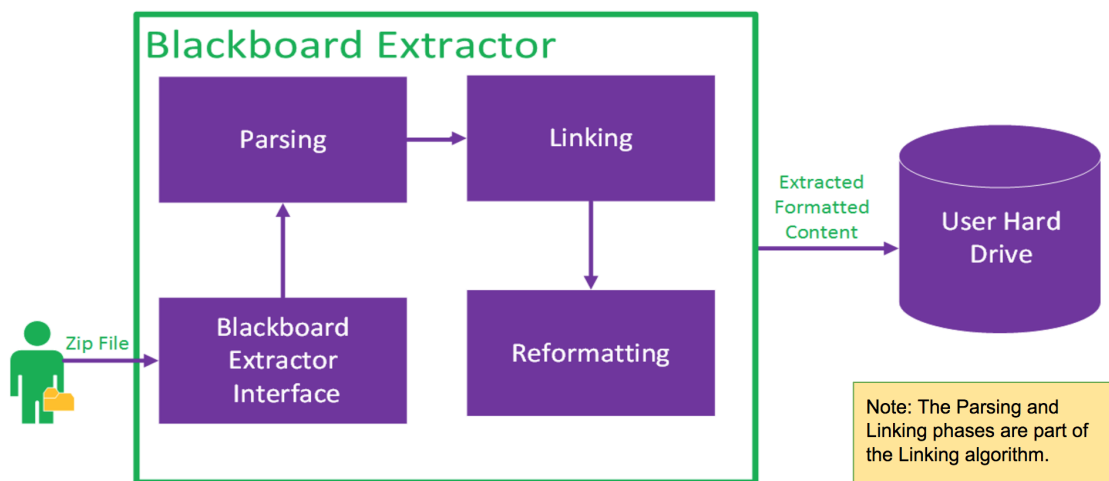 Blackboard Extractor
Parsing
Linking
Extracted
Formatted
Content
User Hard
Drive
Zip File
Blackboard
Extractor
Interface
Reformatting
Note: The Parsing and
Linking phases are part of
the Linking algorithm.